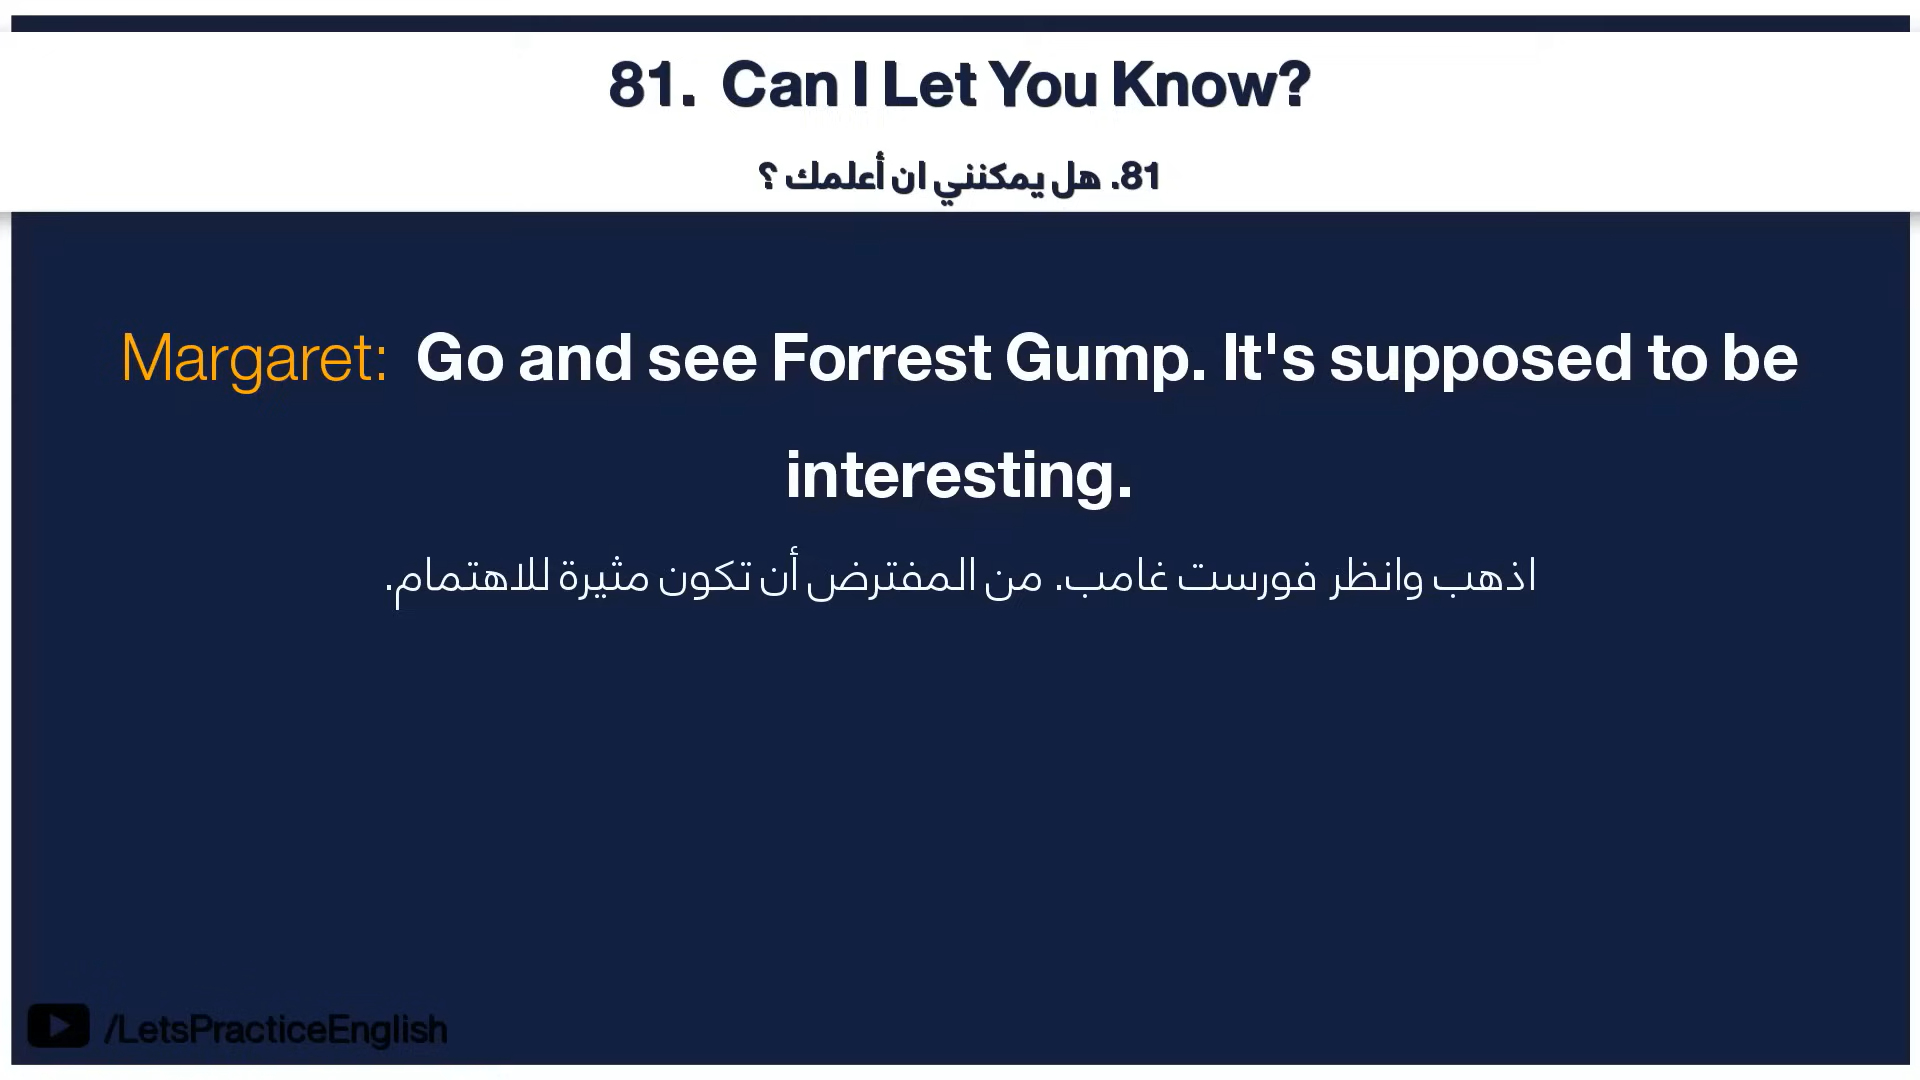 81. Can I Let You Know?
81. هل يمكنني ان أعلمك ؟
Margaret: Go and see Forrest Gump. It's supposed to be
interesting.
اذهب وانظر فورست غامب. من المفترض أن تكون مثيرة للاهتمام.
/LetsPracticeEnglish